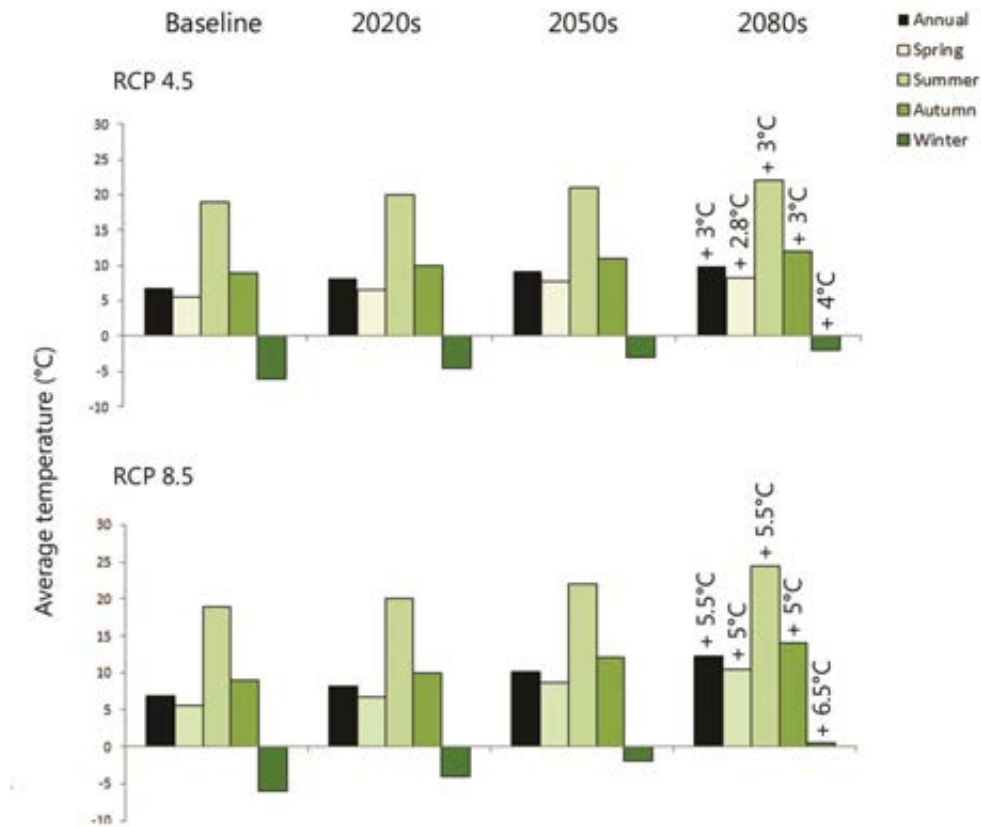 Baseline 2020s 2050s 2080s
Annual
Spring
Summer
Autumn
Winter
RCP 4.5
Average temperature (°C)
30
25
20
15
10
5
0
-5
-10
+ 3°C
+ 2.8°C
+ 3°C
+ 3°C
+ 4°C
RCP 8.5
30
25
20
15
10
5
0
-5
-10
+ 5.5°C
+ 5°C
+ 5.5°C
+ 5°C
+ 6.5°C